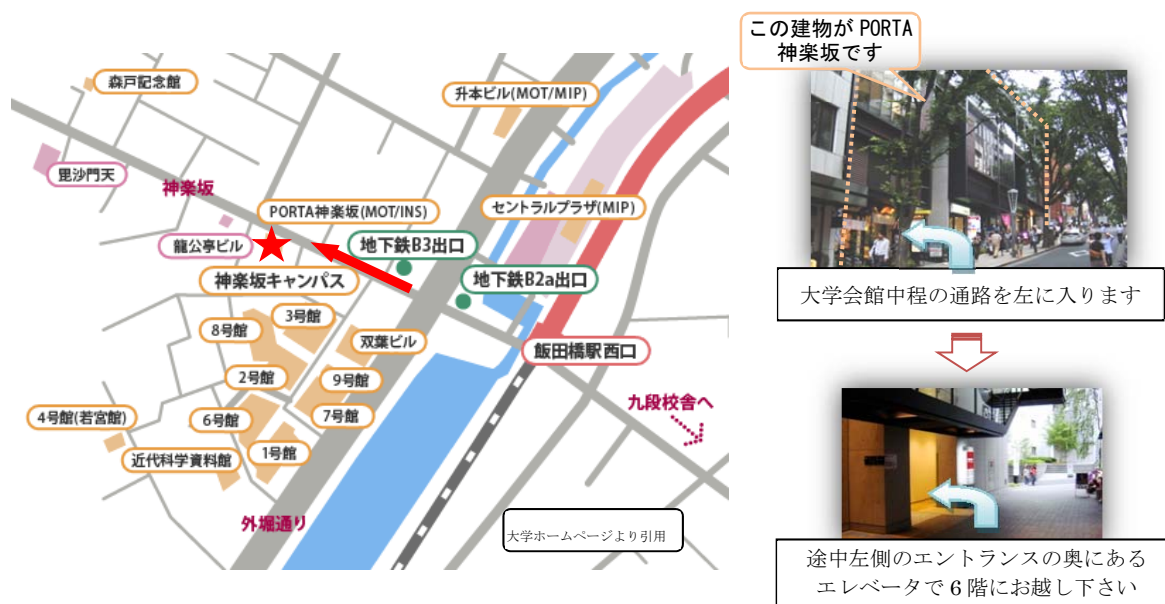 この建物が PORTA
神楽坂です
森戸記念館
升本ビル(MOT/MIP)
毘沙門天
神楽坂
PORTA神楽坂(MOT/INS)
セントラルプラザ(MIP)
龍公亭ビル
地下鉄B3出口
神楽坂キャンパス
地下鉄B2a出口
大学会館中程の通路を左に入ります
3号館
8号館
双葉ビル
飯田橋駅西口
2号館
9号館
九段校舎へ
4号館(若宮館)
6号館
7号館
1号館
近代科学資料館
外堀通り
大学ホームページより引用
途中左側のエントランスの奥にある
エレベータで 6 階にお越し下さい